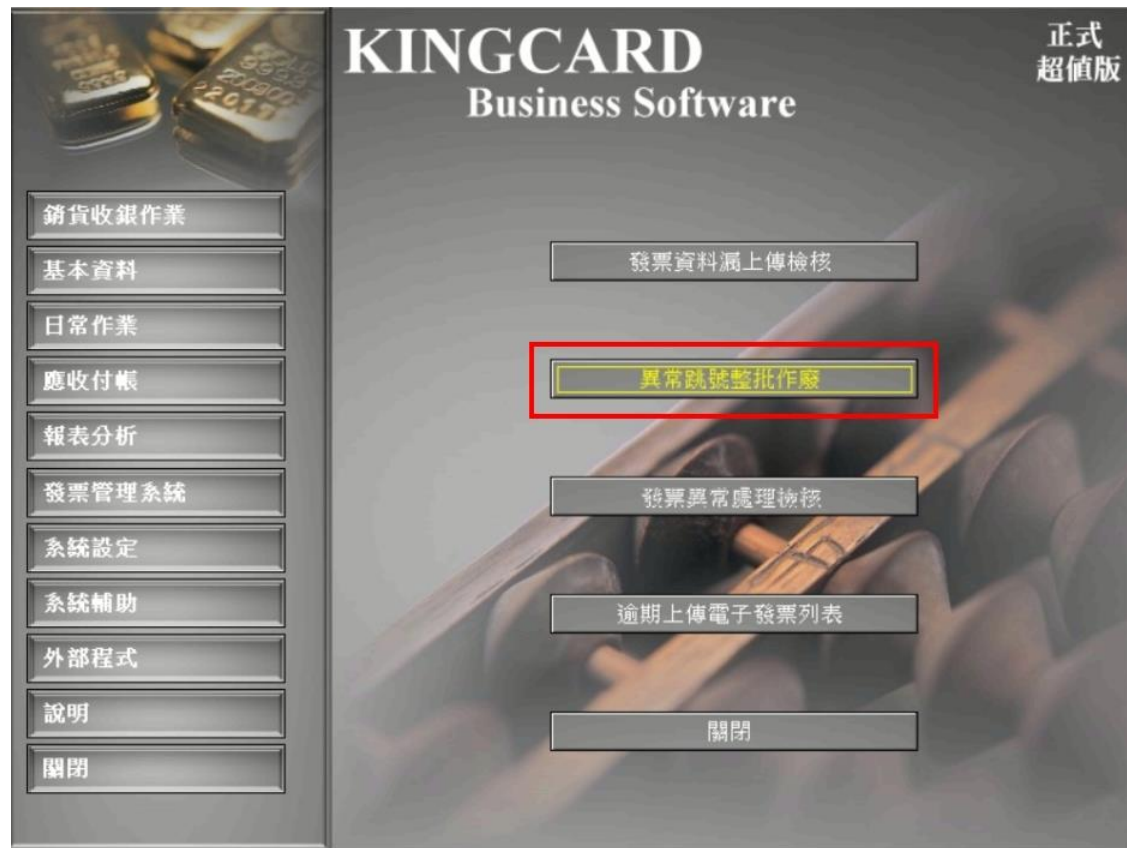 KINGCARD
Business Software
正式
超值版
銷貨收銀作業
基本資料
日常作業
應收付帳
報表分析
發票管理系統
系統設定
系統輔助
外部程式
說明
關閉
發票資料漏上傳檢核
異常跳號整批作廢
發票異常處理檢核
逾期上傳電子發票列表
關閉